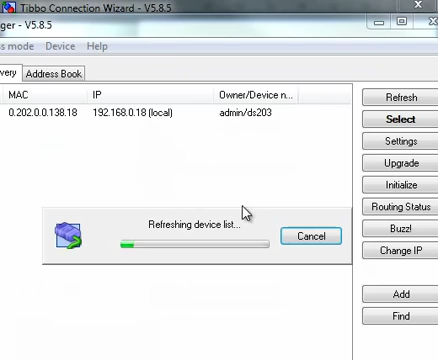 Tibbo Connection Wizard - V5.8.5
ger - V5.8.5
ss mode Device Help
very Address Book
MAC IP Owner/Device n...
0.202.0.0.138.18 192.168.0.18 (local) admin/ds203
Refresh
Select
Settings
Upgrade
Initialize
Routing Status
Buzz!
Change IP
Add
Find
Refreshing device list...
Cancel